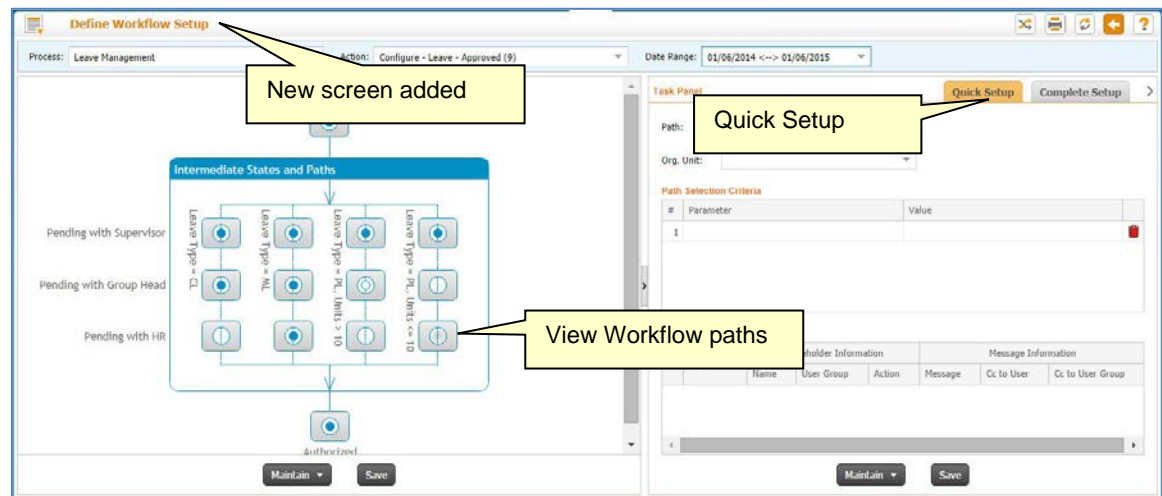 Define Workflow Setup
Process: Leave Management
Action: Configure - Leave - Approved (9)
Date Range: 01/06/2014 <--> 01/06/2015
New screen added
Task Panel
Quick Setup
Complete Setup
Quick Setup
Path:
Org. Unit:
Intermediate States and Paths
Path Selection Criteria
# Parameter Value
1
Leave Type = CL
Leave Type = ML
Leave Type = PL, Units > 10
Leave Type = PL, Units <= 10
Pending with Supervisor
Pending with Group Head
Pending with HR
View Workflow paths
Information Message Information
Name User Group Action Message Cc to User Cc to User Group
Authorized
Maintain Save
Maintain Save